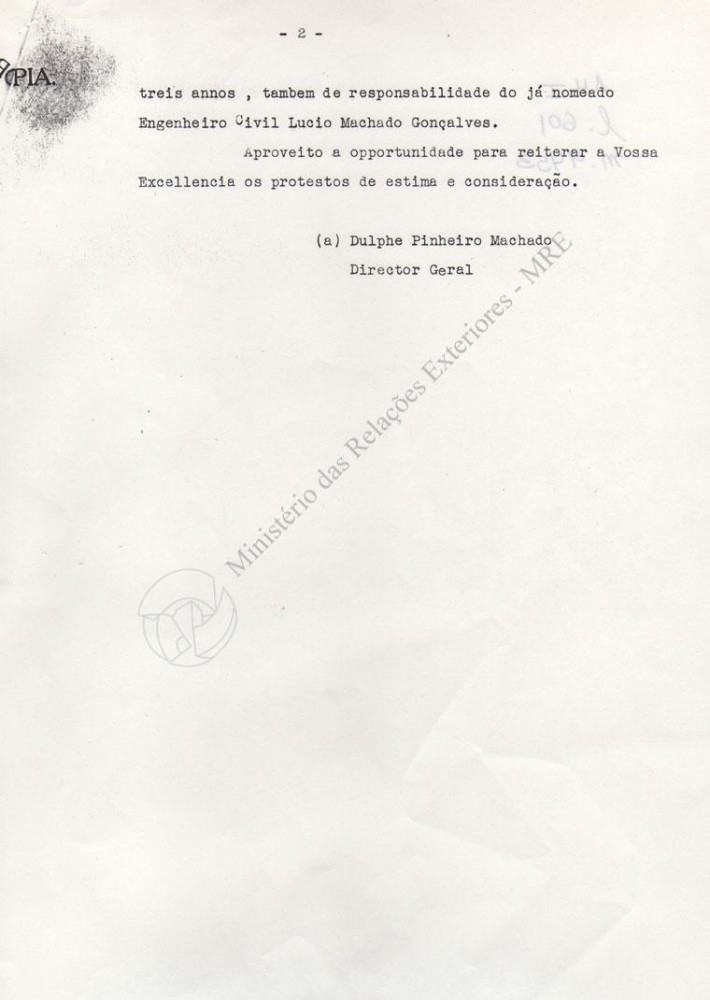 - 2 -
CÓPIA.
treis annos , tambem de responsabilidade do já nomeado
Engenheiro Civil Lucio Machado Gonçalves.
Aproveito a opportunidade para reiterar a Vossa
Excellencia os protestos de estima e consideração.
(a) Dulphe Pinheiro Machado
Director Geral
Ministério das Relações Exteriores - MRE